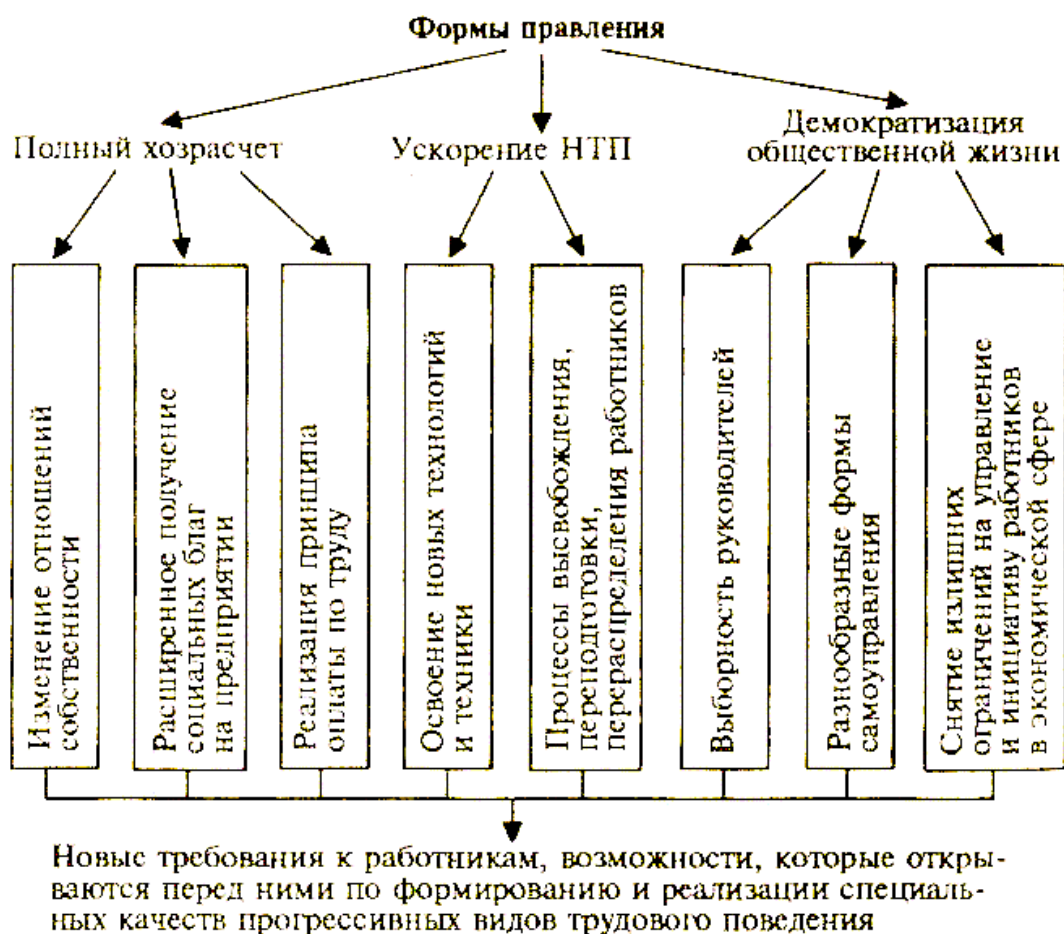 Формы правления
Полный хозрасчет
Ускорение НТП
Демократизация
общественной жизни
Изменение отношений
собственности
Расширеное получение
социальных благ
на предприятии
Реализания принципа
оплаты по труду
Освоение новых технологий
и техники
Процессы высвобождения,
переподготовки,
перераспределения работников
Выборность руководителей
Разнообразные формы
самоуправления
Снятие излишних
ограничений на управление
и инициативу работников
в экономической сфере
Новые требования к работникам, возможности, которые откры-
ваются перед ними по формированию и реализации специаль-
ных качеств прогрессивных видов трудового поведения